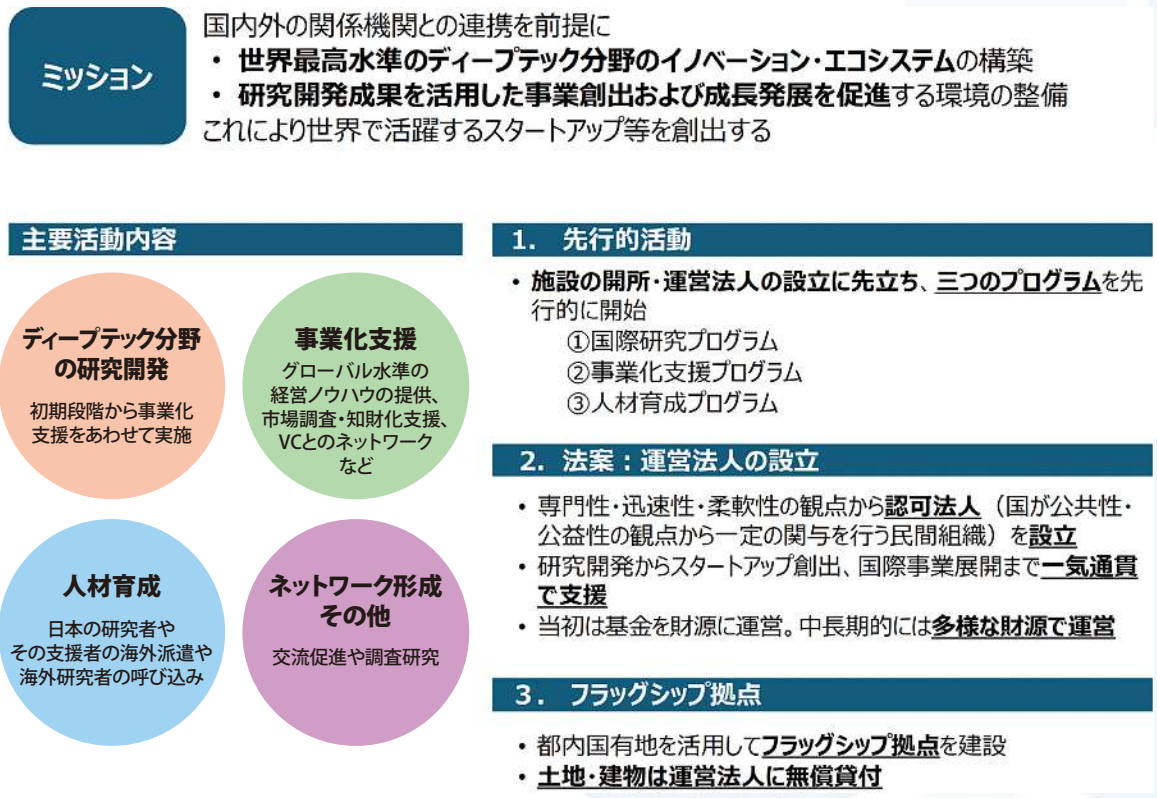 ミッション
国内外の関係機関との連携を前提に
・ 世界最高水準のディープテック分野のイノベーション・エコシステムの構築
・ 研究開発成果を活用した事業創出および成長発展を促進する環境の整備
これにより世界で活躍するスタートアップ等を創出する
主要活動内容
ディープテック分野
の研究開発
初期段階から事業化
支援をあわせて実施
事業化支援
グローバル水準の
経営ノウハウの提供、
市場調査・知財化支援、
VCとのネットワーク
など
人材育成
日本の研究者や
その支援者の海外派遣や
海外研究者の呼び込み
ネットワーク形成
その他
交流促進や調査研究
1. 先行的活動
・ 施設の開所・運営法人の設立に先立ち、三つのプログラムを先
行的に開始
①国際研究プログラム
②事業化支援プログラム
③人材育成プログラム
2. 法案：運営法人の設立
・ 専門性・迅速性・柔軟性の観点から認可法人（国が公共性・
公益性の観点から一定の関与を行う民間組織）を設立
・ 研究開発からスタートアップ創出、国際事業展開まで一気通貫
で支援
・ 当初は基金を財源に運営。中長期的には多様な財源で運営
3. フラッグシップ拠点
・ 都内国有地を活用してフラッグシップ拠点を建設
・ 土地・建物は運営法人に無償貸付